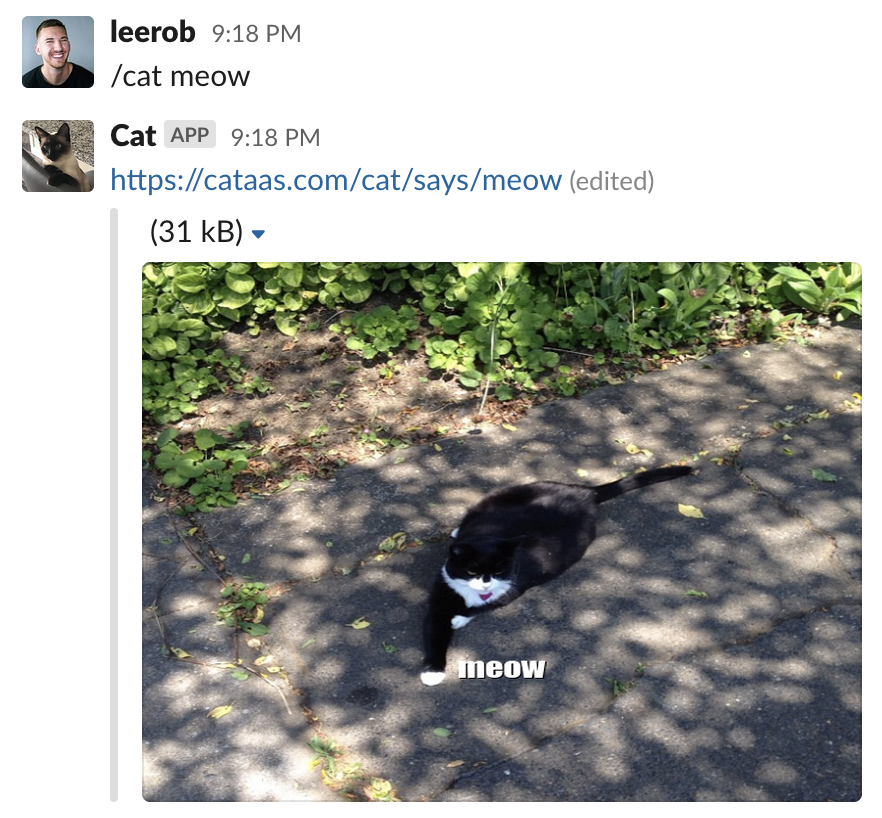 leerob 9:18 PM
/cat meow
Cat APP 9:18 PM
https://cataas.com/cat/says/meow (edited)
(31 kB)
meow